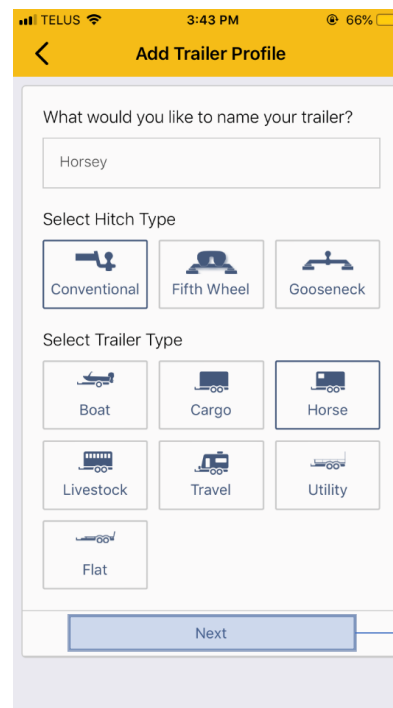 TELUS 3:43 PM 66%
Add Trailer Profile
What would you like to name your trailer?
Horsey
Select Hitch Type
Conventional Fifth Wheel Gooseneck
Select Trailer Type
Boat Cargo Horse
Livestock Travel Utility
Flat
Next